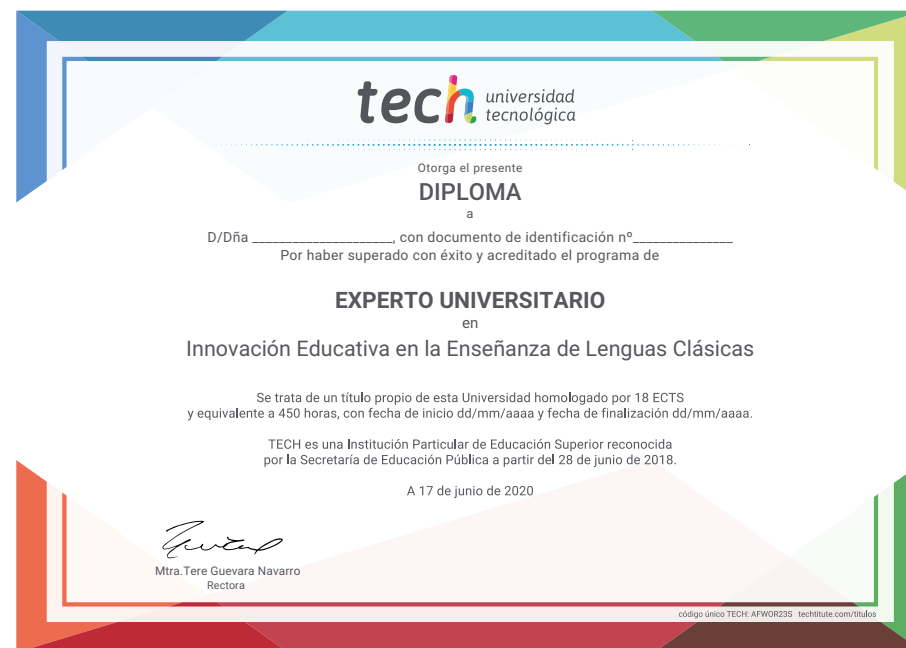 tech universidad
tecnológica
Otorga el presente
DIPLOMA
a
D/Dña _____________________, con documento de identificación nº_______________
Por haber superado con éxito y acreditado el programa de
EXPERTO UNIVERSITARIO
en
Innovación Educativa en la Enseñanza de Lenguas Clásicas
Se trata de un título propio de esta Universidad homologado por 18 ECTS
y equivalente a 450 horas, con fecha de inicio dd/mm/aaaa y fecha de finalización dd/mm/aaaa.
TECH es una Institución Particular de Educación Superior reconocida
por la Secretaría de Educación Pública a partir del 28 de junio de 2018.
A 17 de junio de 2020
Mtra.Tere Guevara Navarro
Rectora
código único TECH: AFWOR23S techtitute.com/titulos